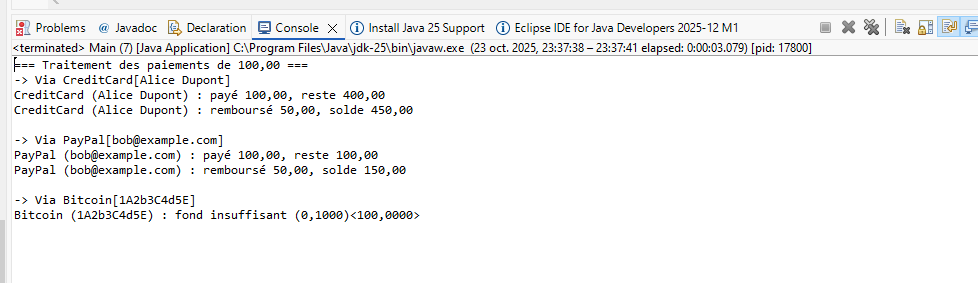 Problems @ Javadoc Declaration Console Install Java 25 Support Eclipse IDE for Java Developers 2025-12 M1
<terminated> Main (7) [Java Application] C:\Program Files\Java\jdk-25\bin\javaw.exe (23 oct. 2025, 23:37:38 – 23:37:41 elapsed: 0:00:03.079) [pid: 17800]
=== Traitement des paiements de 100,00 ===
-> Via CreditCard[Alice Dupont]
CreditCard (Alice Dupont) : payé 100,00, reste 400,00
CreditCard (Alice Dupont) : remboursé 50,00, solde 450,00
-> Via PayPal[bob@example.com]
PayPal (bob@example.com) : payé 100,00, reste 100,00
PayPal (bob@example.com) : remboursé 50,00, solde 150,00
-> Via Bitcoin[1A2b3C4d5E]
Bitcoin (1A2b3C4d5E) : fond insuffisant (0,1000)<100,0000>